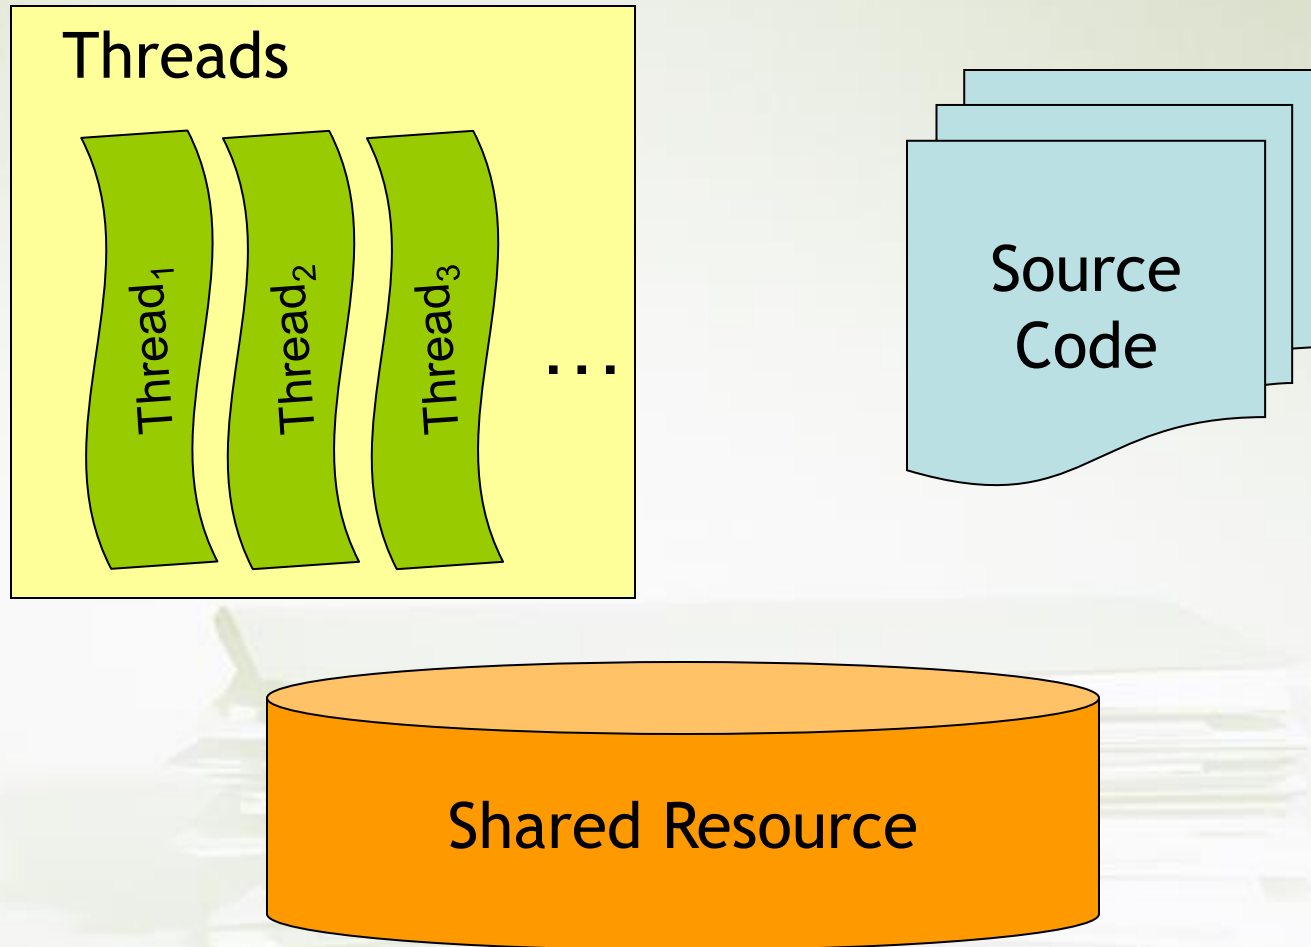 Threads
Thread₁
Thread₂
Thread₃
...
Source
Code
Shared Resource